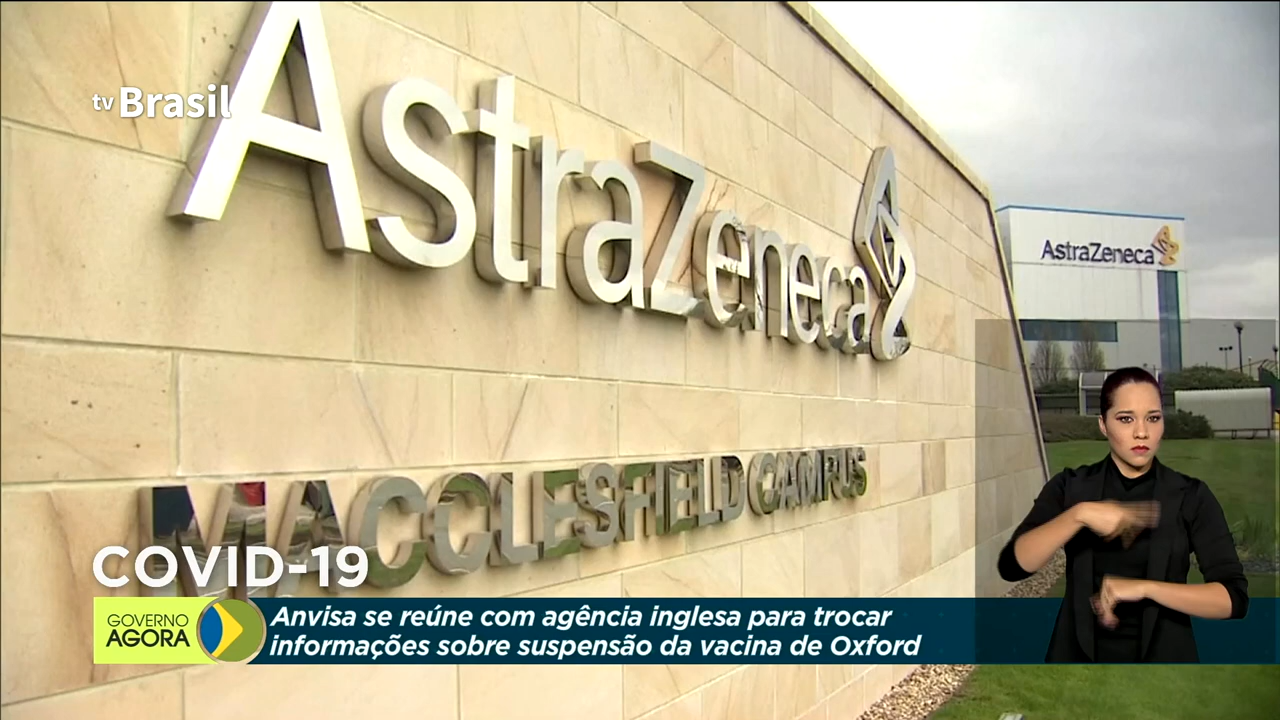 tv Brasil
AstraZeneca
AstraZeneca
MACCLESFIELD CAMPUS
COVID-19
GOVERNO
AGORA
Anvisa se reúne com agência inglesa para trocar
informações sobre suspensão da vacina de Oxford